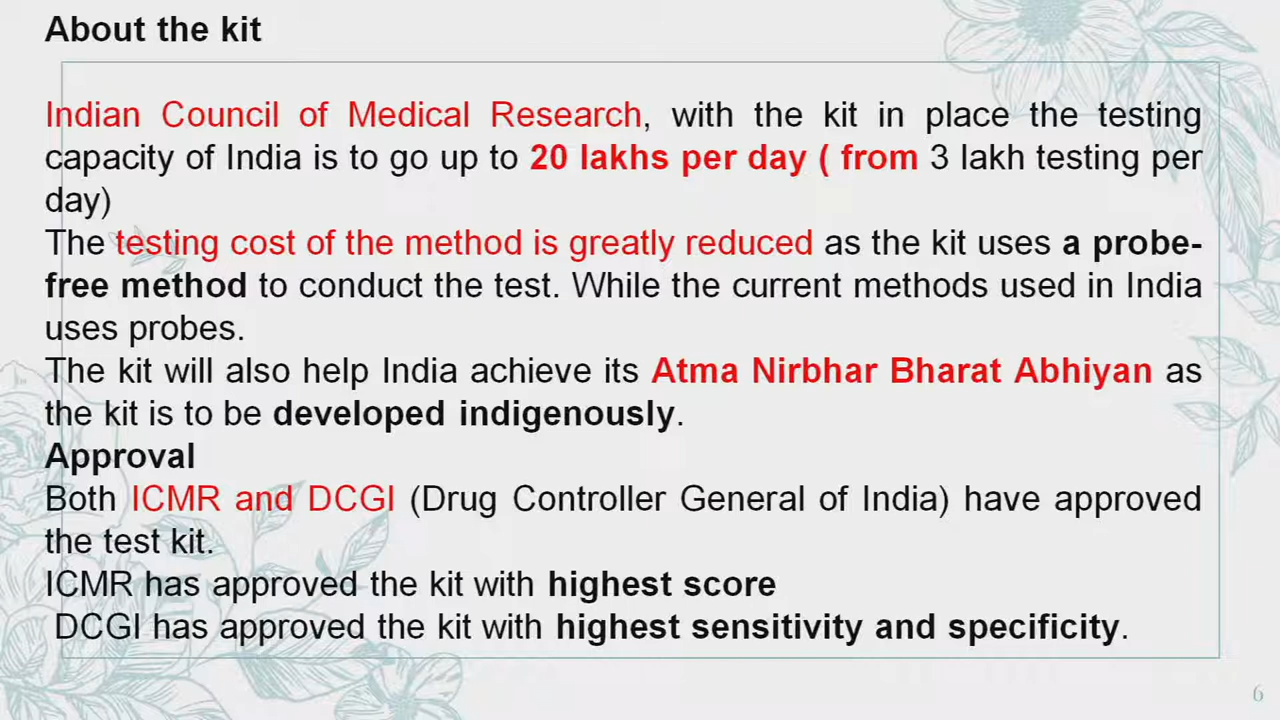 About the kit
Indian Council of Medical Research, with the kit in place the testing
capacity of India is to go up to 20 lakhs per day ( from 3 lakh testing per
day)
The testing cost of the method is greatly reduced as the kit uses a probe-
free method to conduct the test. While the current methods used in India
uses probes.
The kit will also help India achieve its Atma Nirbhar Bharat Abhiyan as
the kit is to be developed indigenously.
Approval
Both ICMR and DCGI (Drug Controller General of India) have approved
the test kit.
ICMR has approved the kit with highest score
DCGI has approved the kit with highest sensitivity and specificity.
6